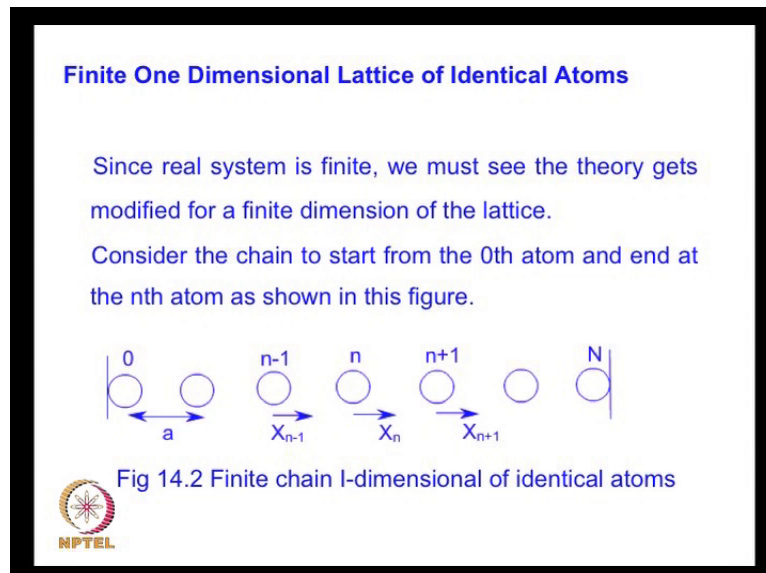 Finite One Dimensional Lattice of Identical Atoms
Since real system is finite, we must see the theory gets
modified for a finite dimension of the lattice.
Consider the chain to start from the 0th atom and end at
the nth atom as shown in this figure.
0 n-1 n n+1 N
a Xn-1 Xn Xn+1
Fig 14.2 Finite chain I-dimensional of identical atoms
NPTEL